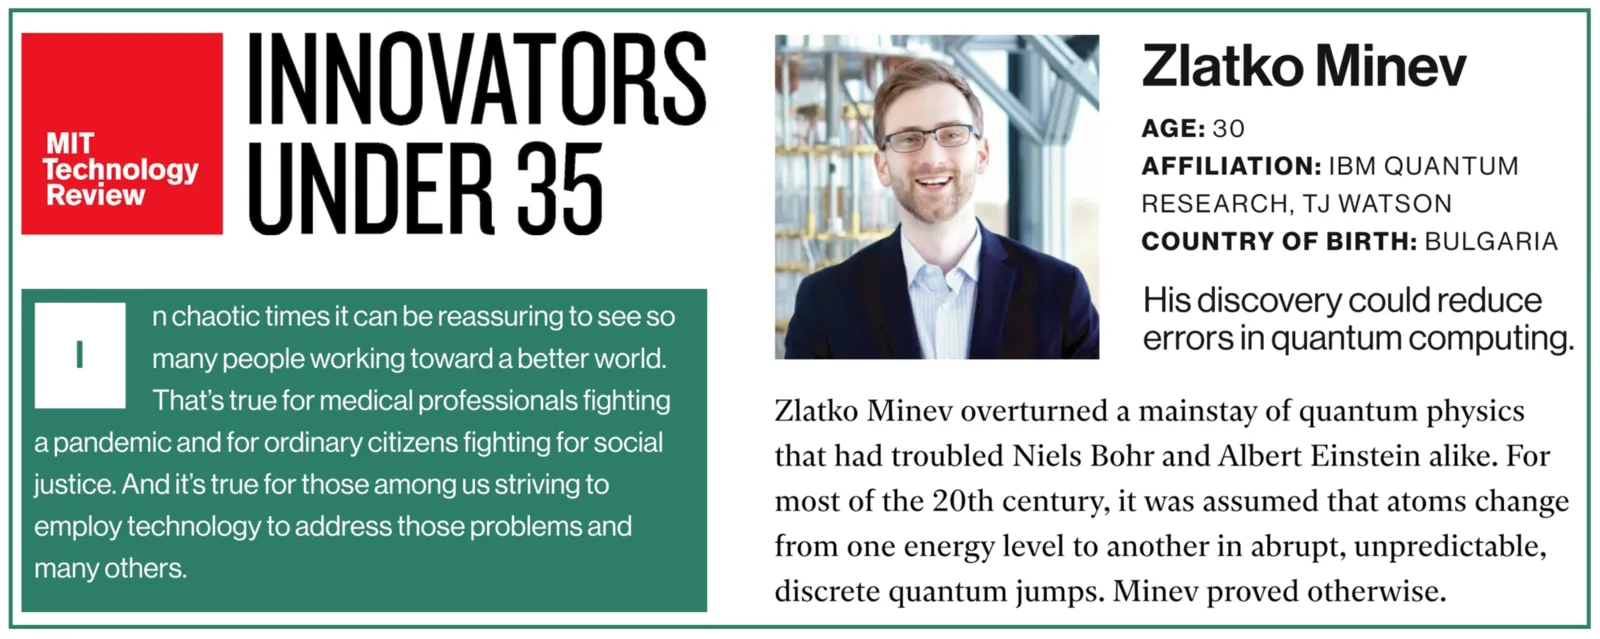 MIT
Technology
Review
INNOVATORS
UNDER 35
In chaotic times it can be reassuring to see so
many people working toward a better world.
That’s true for medical professionals fighting
a pandemic and for ordinary citizens fighting for social
justice. And it’s true for those among us striving to
employ technology to address those problems and
many others.
Zlatko Minev
AGE: 30
AFFILIATION: IBM QUANTUM
RESEARCH, TJ WATSON
COUNTRY OF BIRTH: BULGARIA
His discovery could reduce
errors in quantum computing.
Zlatko Minev overturned a mainstay of quantum physics
that had troubled Niels Bohr and Albert Einstein alike. For
most of the 20th century, it was assumed that atoms change
from one energy level to another in abrupt, unpredictable,
discrete quantum jumps. Minev proved otherwise.